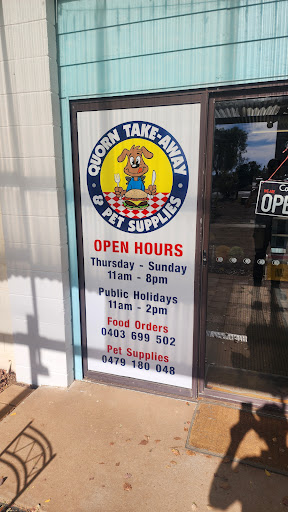 QUORN TAKE-AWAY
& PET SUPPLIES
OPEN HOURS
Thursday - Sunday
11am - 8pm
Public Holidays
11am - 2pm
Food Orders
0403 699 502
Pet Supplies
0479 180 048